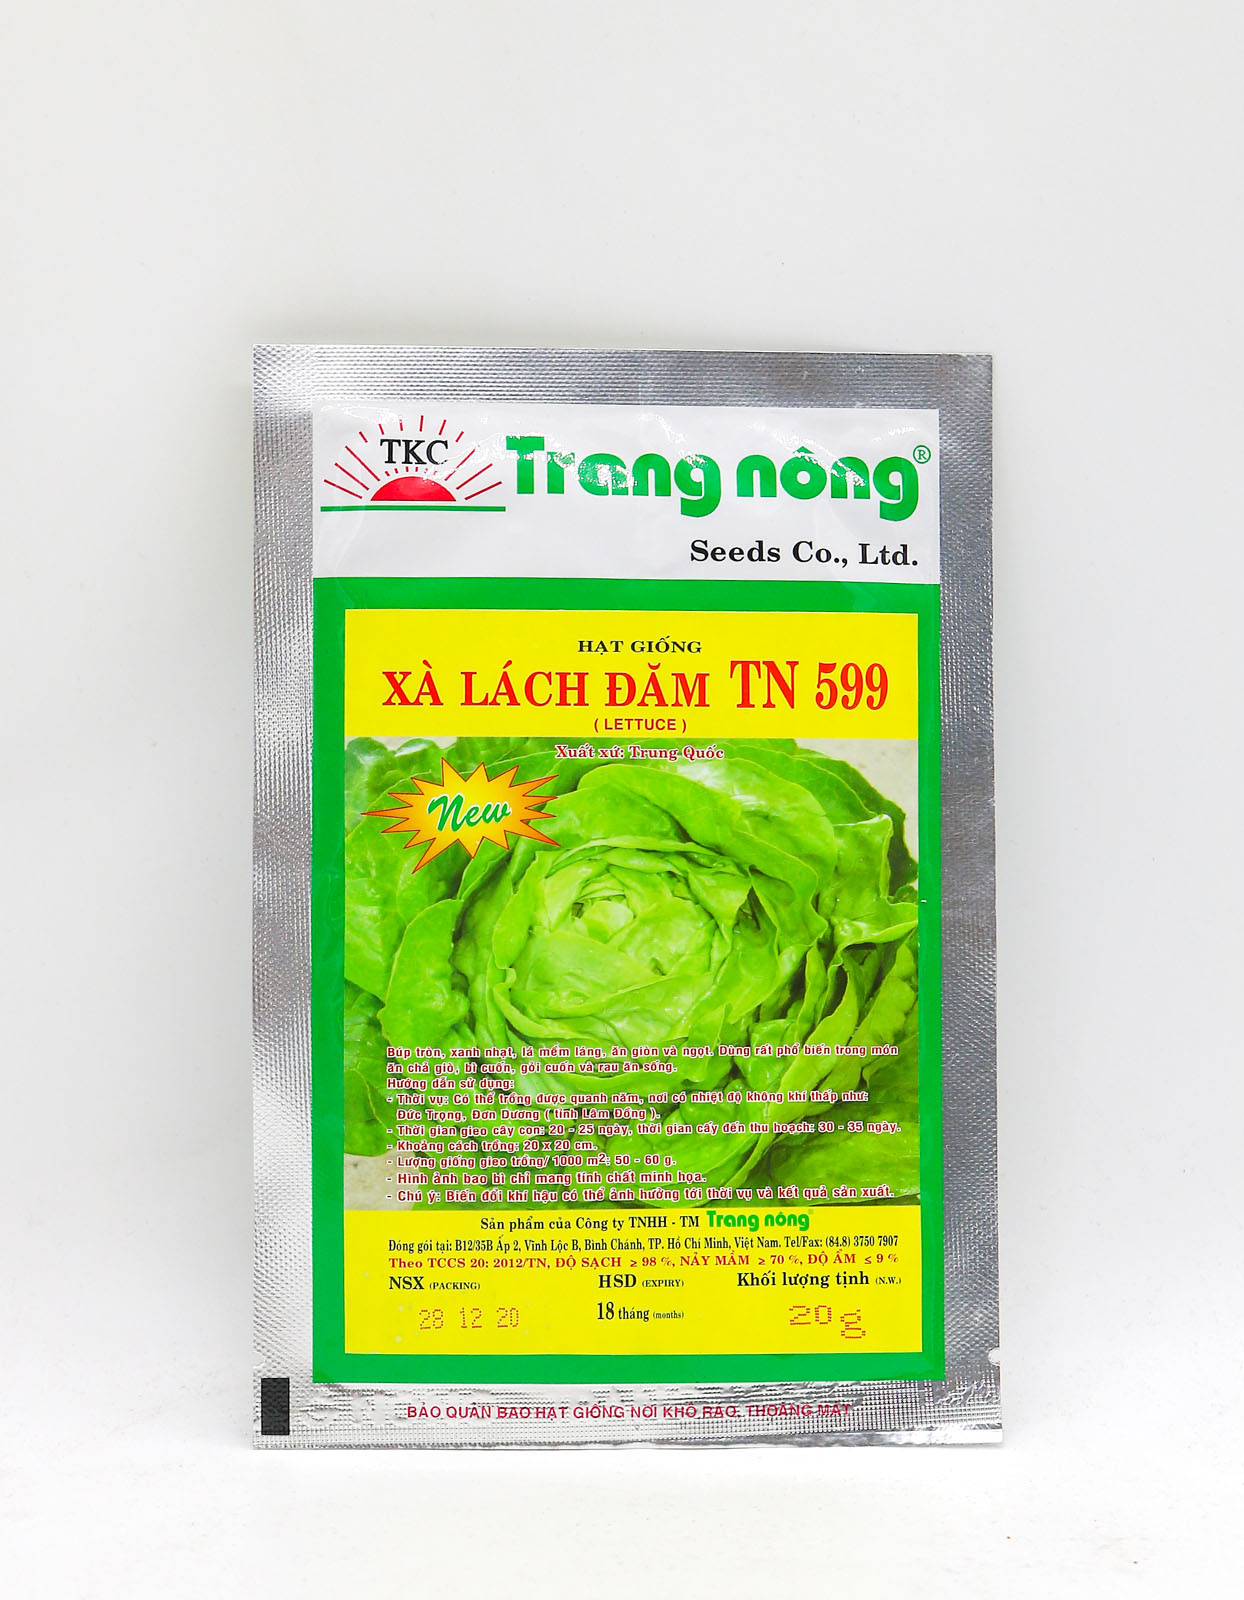 TKC
Trang nông®
Seeds Co., Ltd.
HẠT GIỐNG
XÀ LÁCH ĐĂM TN 599
( LETTUCE )
Xuất xứ: Trung Quốc
New
Búp tròn, xanh nhạt, lá mềm láng, ăn giòn và ngọt. Dùng rất phổ biến trong món
ăn chả giò, bì cuốn, gỏi cuốn và rau ăn sống.
Hướng dẫn sử dụng:
- Thời vụ: Có thể trồng được quanh năm, nơi có nhiệt độ không khí thấp như:
Đức Trọng, Đơn Dương ( tỉnh Lâm Đồng ).
- Thời gian gieo cây con: 20 - 25 ngày, thời gian cấy đến thu hoạch: 30 - 35 ngày.
- Khoảng cách trồng: 20 x 20 cm.
- Lượng giống gieo trồng/ 1000 m²: 50 - 60 g.
- Hình ảnh bao bì chỉ mang tính chất minh họa.
- Chú ý: Biến đổi khí hậu có thể ảnh hưởng tới thời vụ và kết quả sản xuất.
Sản phẩm của Công ty TNHH - TM Trang nông®
Đóng gói tại: B12/35B Ấp 2, Vĩnh Lộc B, Bình Chánh, TP. Hồ Chí Minh, Việt Nam. Tel/Fax: (84.8) 3750 7907
Theo TCCS 20: 2012/TN, ĐỘ SẠCH ≥ 98 %, NẢY MẦM ≥ 70 %, ĐỘ ẨM ≤ 9 %
NSX (PACKING) HSD (EXPIRY) Khối lượng tịnh (N.W.)
28 12 20 18 tháng (months) 20g
BẢO QUẢN BAO HẠT GIỐNG NƠI KHÔ RÁO, THOÁNG MÁT